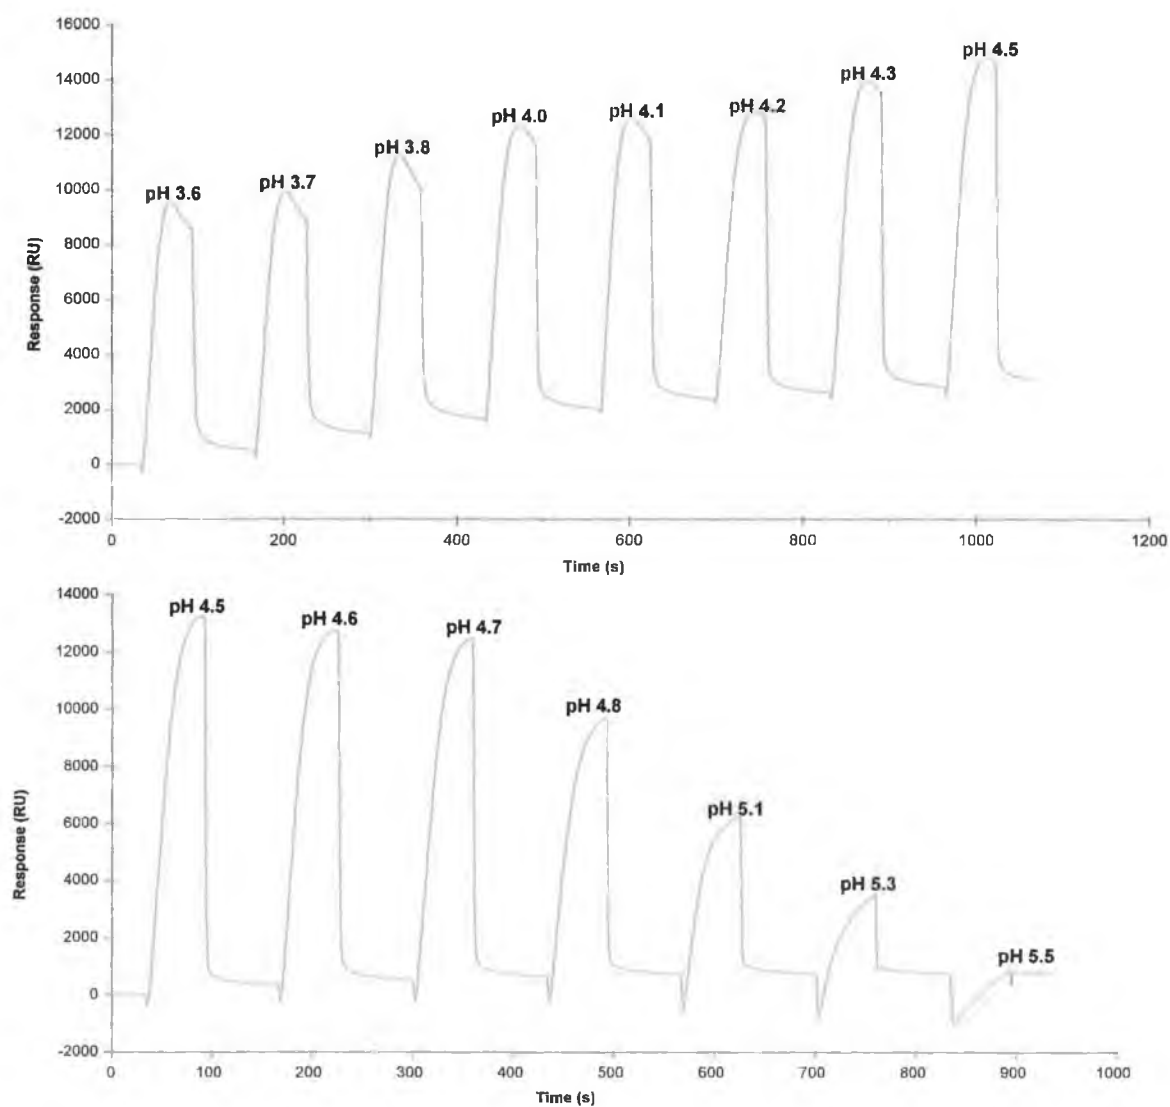 16000
14000
12000
10000
8000
6000
4000
2000
0
-2000
Response (RU)
pH 3.6
pH 3.7
pH 3.8
pH 4.0
pH 4.1
pH 4.2
pH 4.3
pH 4.5
0 200 400 600 800 1000 1200
Time (s)
14000
12000
10000
8000
6000
4000
2000
0
-2000
Response (RU)
pH 4.5
pH 4.6
pH 4.7
pH 4.8
pH 5.1
pH 5.3
pH 5.5
0 100 200 300 400 500 600 700 800 900 1000
Time (s)